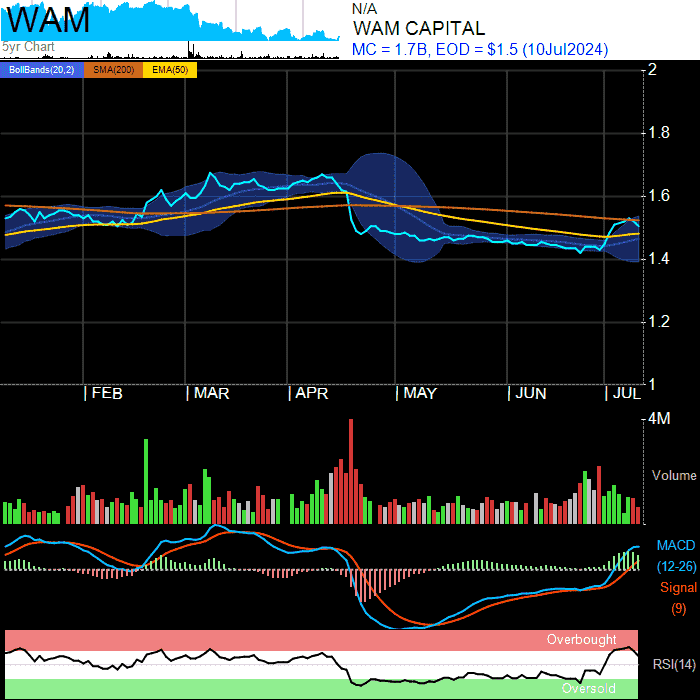 WAM
5yr Chart
N/A
WAM CAPITAL
MC = 1.7B, EOD = $1.5 (10Jul2024)
BollBands(20,2) SMA(200) EMA(50)
2
1.8
1.6
1.4
1.2
1
| FEB | MAR | APR | MAY | JUN | JUL
4M
Volume
MACD
(12-26)
Signal
(9)
Overbought
RSI(14)
Oversold